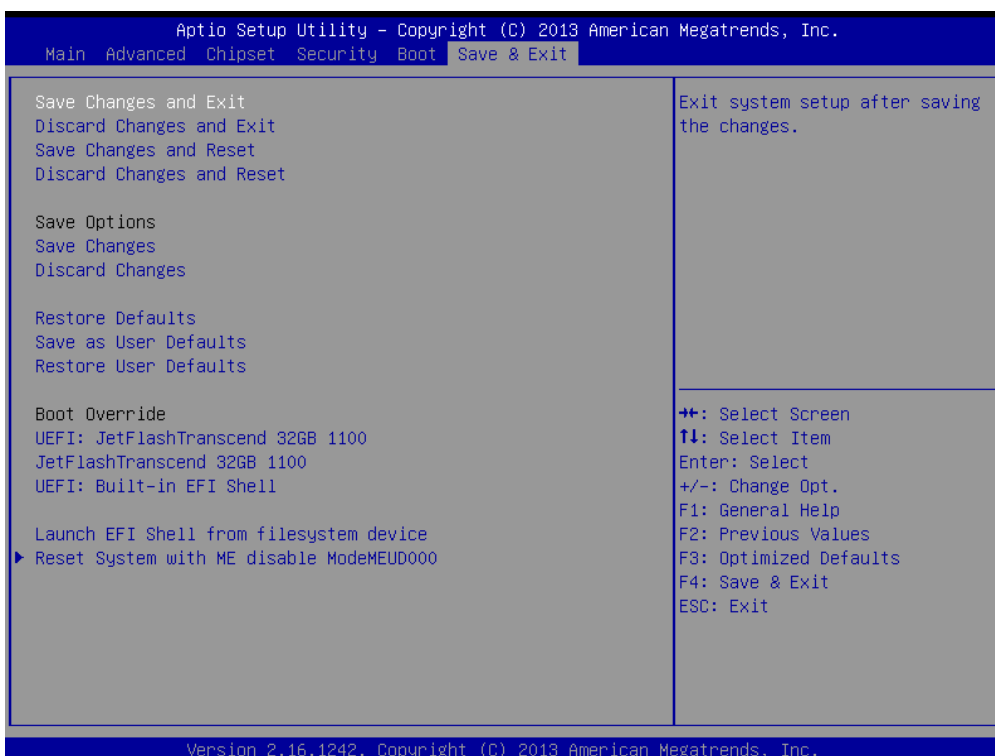 Aptio Setup Utility – Copyright (C) 2013 American Megatrends, Inc.
Main Advanced Chipset Security Boot Save & Exit
Save Changes and Exit
Discard Changes and Exit
Save Changes and Reset
Discard Changes and Reset
Save Options
Save Changes
Discard Changes
Restore Defaults
Save as User Defaults
Restore User Defaults
Boot Override
UEFI: JetFlashTranscend 32GB 1100
JetFlashTranscend 32GB 1100
UEFI: Built-in EFI Shell
Launch EFI Shell from filesystem device
Reset System with ME disable ModeMEUD000
Exit system setup after saving
the changes.
→←: Select Screen
↑↓: Select Item
Enter: Select
+/-: Change Opt.
F1: General Help
F2: Previous Values
F3: Optimized Defaults
F4: Save & Exit
ESC: Exit
Version 2.16.1242. Copyright (C) 2013 American Megatrends, Inc.